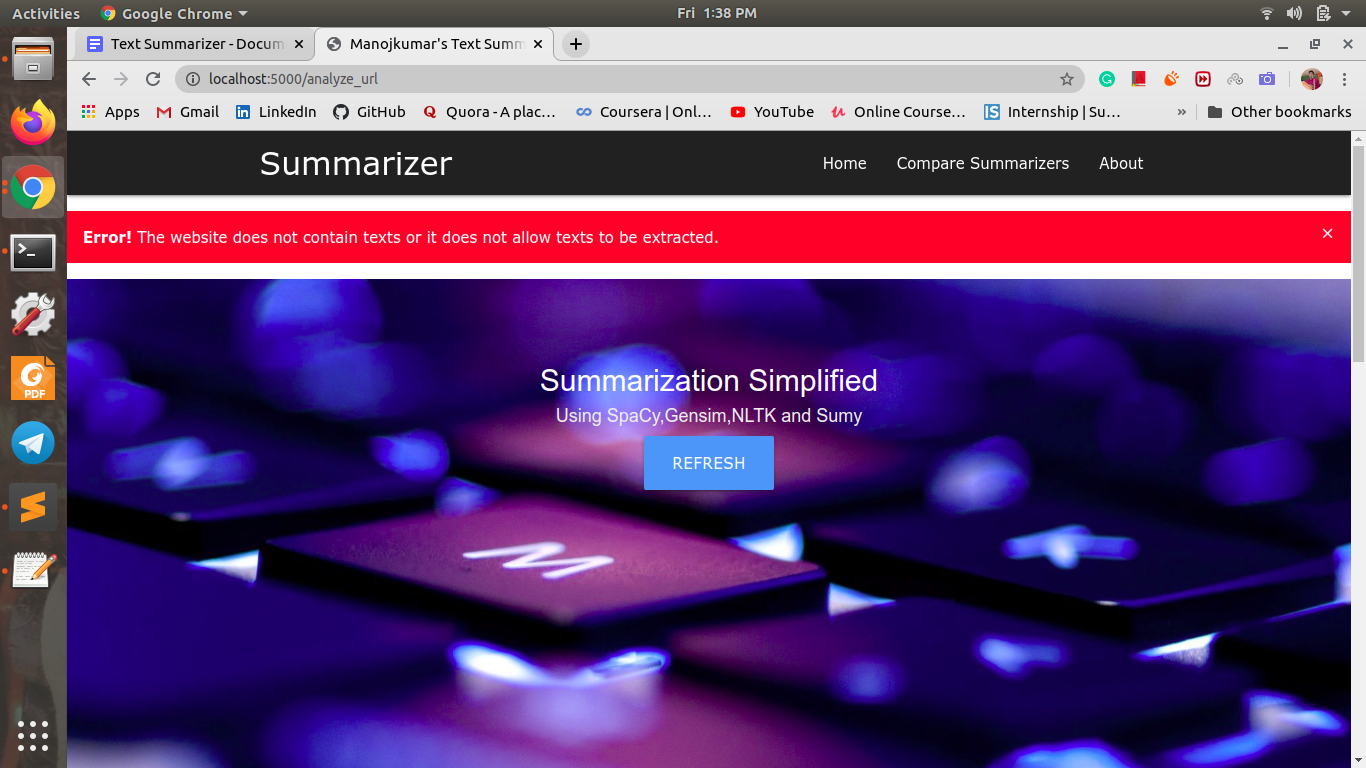 Activities Google Chrome Fri 1:38 PM
Text Summarizer - Docum Manojkumar's Text Summ
localhost:5000/analyze_url
Apps Gmail LinkedIn GitHub Quora - A plac... Coursera | Onl... YouTube Online Course... Internship | Su... » Other bookmarks
Summarizer Home Compare Summarizers About
Error! The website does not contain texts or it does not allow texts to be extracted. ×
Summarization Simplified
Using SpaCy,Gensim,NLTK and Sumy
REFRESH
M
PDF